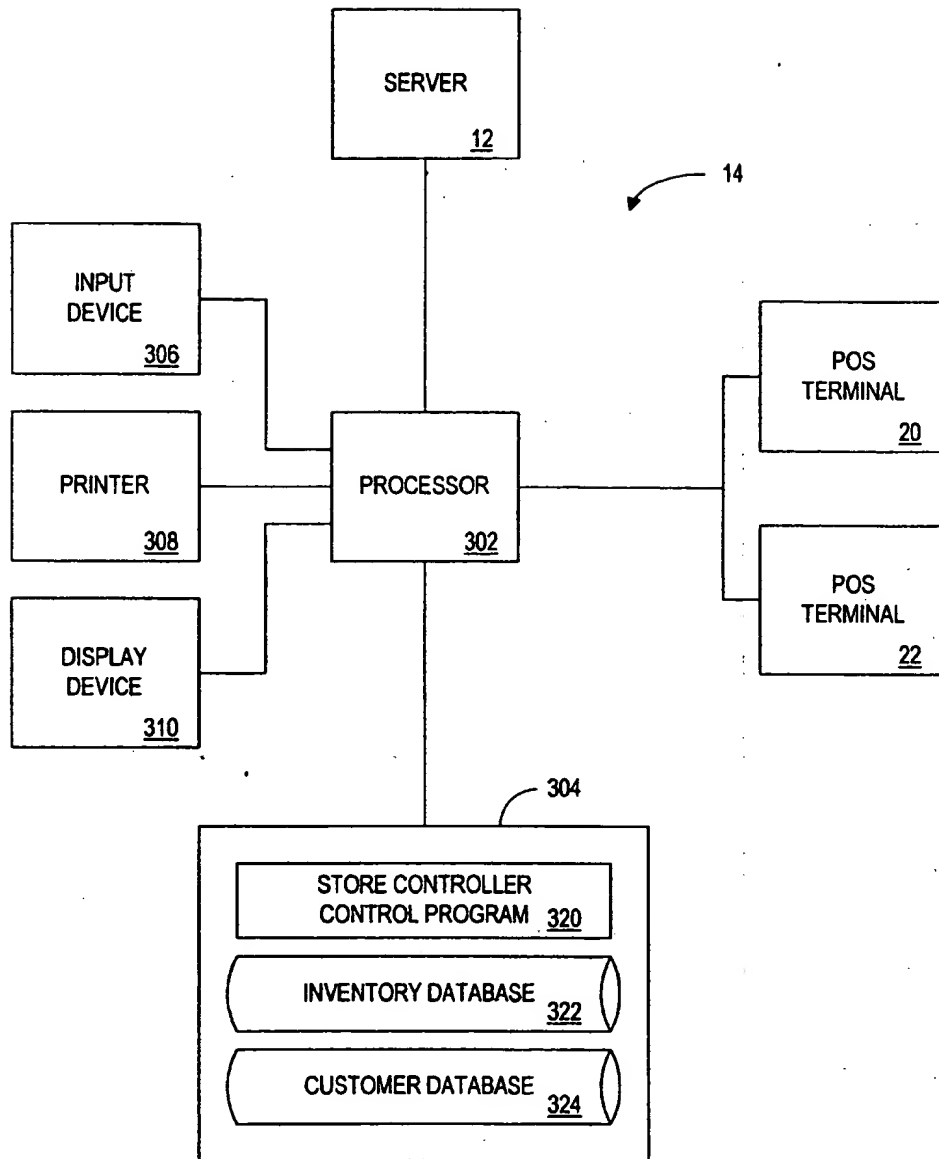 SERVER
12
14
INPUT
DEVICE
306
POS
TERMINAL
20
PRINTER
308
PROCESSOR
302
POS
TERMINAL
22
DISPLAY
DEVICE
310
304
STORE CONTROLLER
CONTROL PROGRAM 320
INVENTORY DATABASE 322
CUSTOMER DATABASE 324